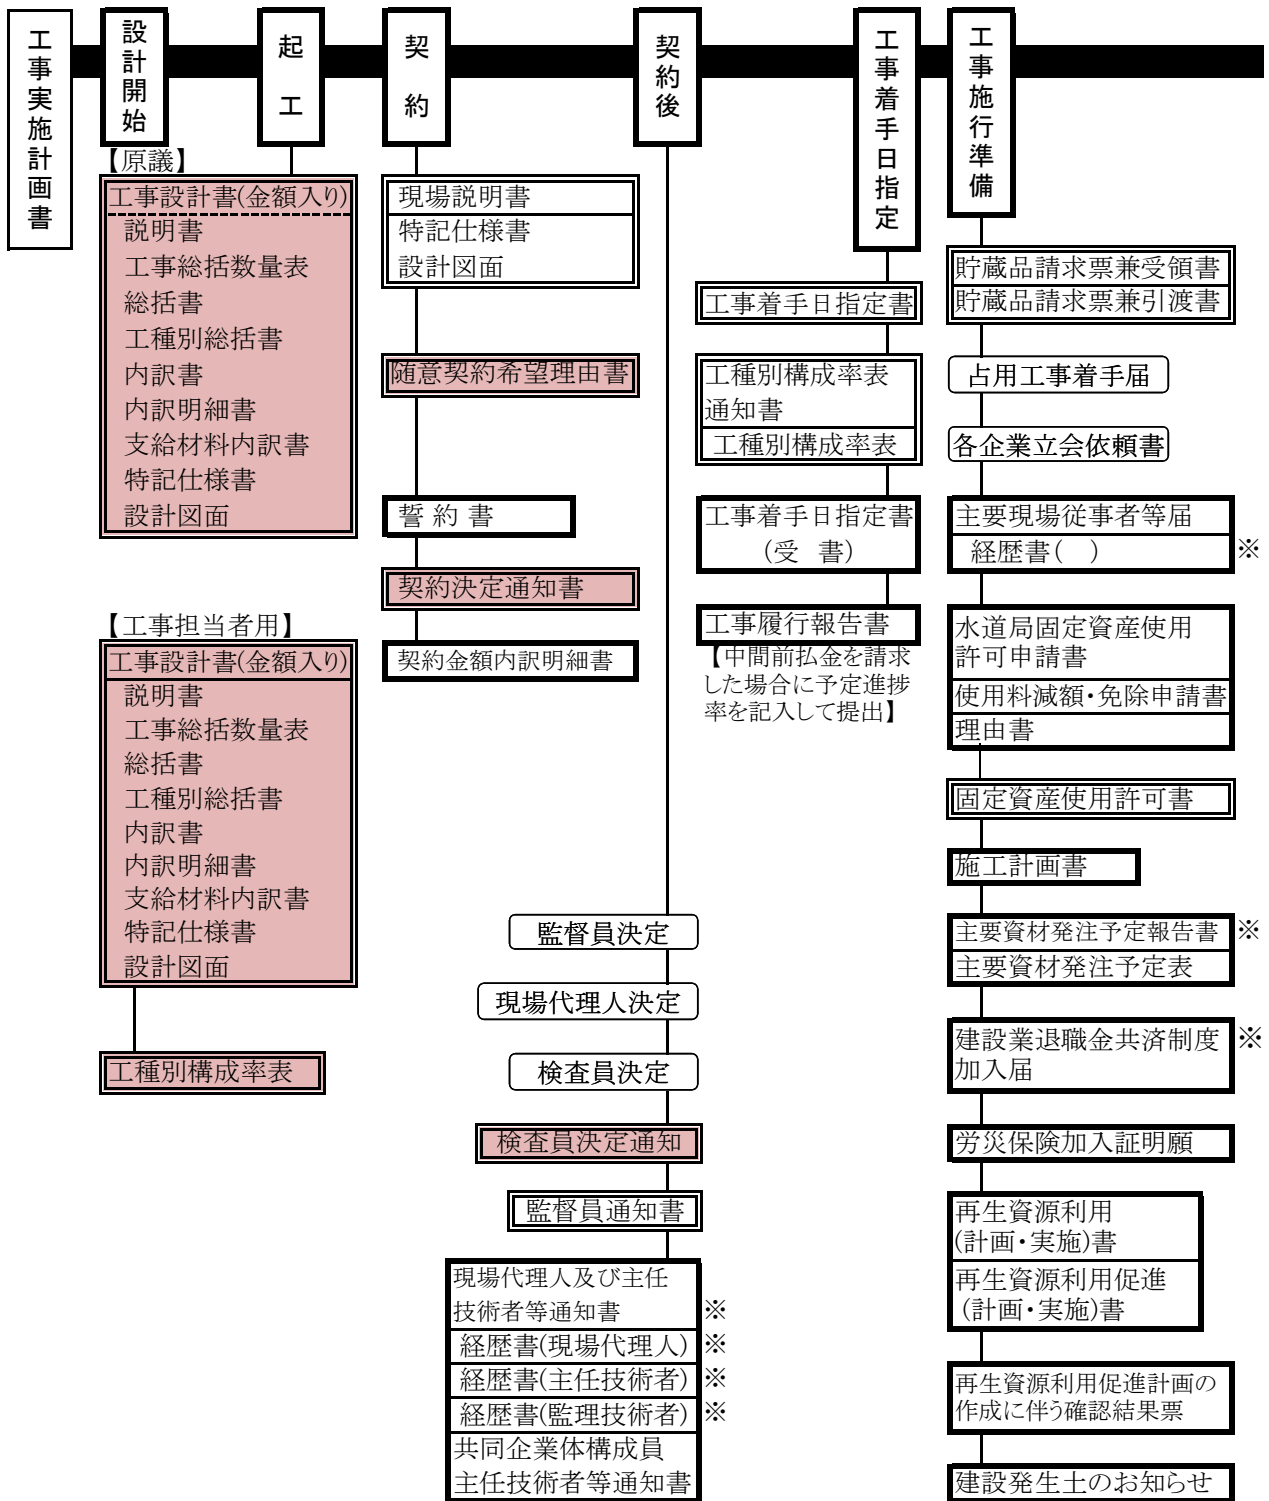 工事実施計画書
設計開始
起工
契約
契約後
工事着手日指定
工事施行準備
【原議】
工事設計書(金額入り)
説明書
工事総括数量表
総括書
工種別総括書
内訳書
内訳明細書
支給材料内訳書
特記仕様書
設計図面
【工事担当者用】
工事設計書(金額入り)
説明書
工事総括数量表
総括書
工種別総括書
内訳書
内訳明細書
支給材料内訳書
特記仕様書
設計図面
工種別構成率表
現場説明書
特記仕様書
設計図面
随意契約希望理由書
誓約書
契約決定通知書
契約金額内訳明細書
監督員決定
現場代理人決定
検査員決定
検査員決定通知
監督員通知書
現場代理人及び主任
技術者等通知書 ※
経歴書(現場代理人) ※
経歴書(主任技術者) ※
経歴書(監理技術者) ※
共同企業体構成員
主任技術者等通知書
工事着手日指定書
工種別構成率表
通知書
工種別構成率表
工事着手日指定書
(受 書)
工事履行報告書
【中間前払金を請求
した場合に予定進捗
率を記入して提出】
貯蔵品請求票兼受領書
貯蔵品請求票兼引渡書
占用工事着手届
各企業立会依頼書
主要現場従事者等届
経歴書( ) ※
水道局固定資産使用
許可申請書
使用料減額・免除申請書
理由書
固定資産使用許可書
施工計画書
主要資材発注予定報告書 ※
主要資材発注予定表
建設業退職金共済制度 ※
加入届
労災保険加入証明願
再生資源利用
(計画・実施)書
再生資源利用促進
(計画・実施)書
再生資源利用促進計画の
作成に伴う確認結果票
建設発生土のお知らせ